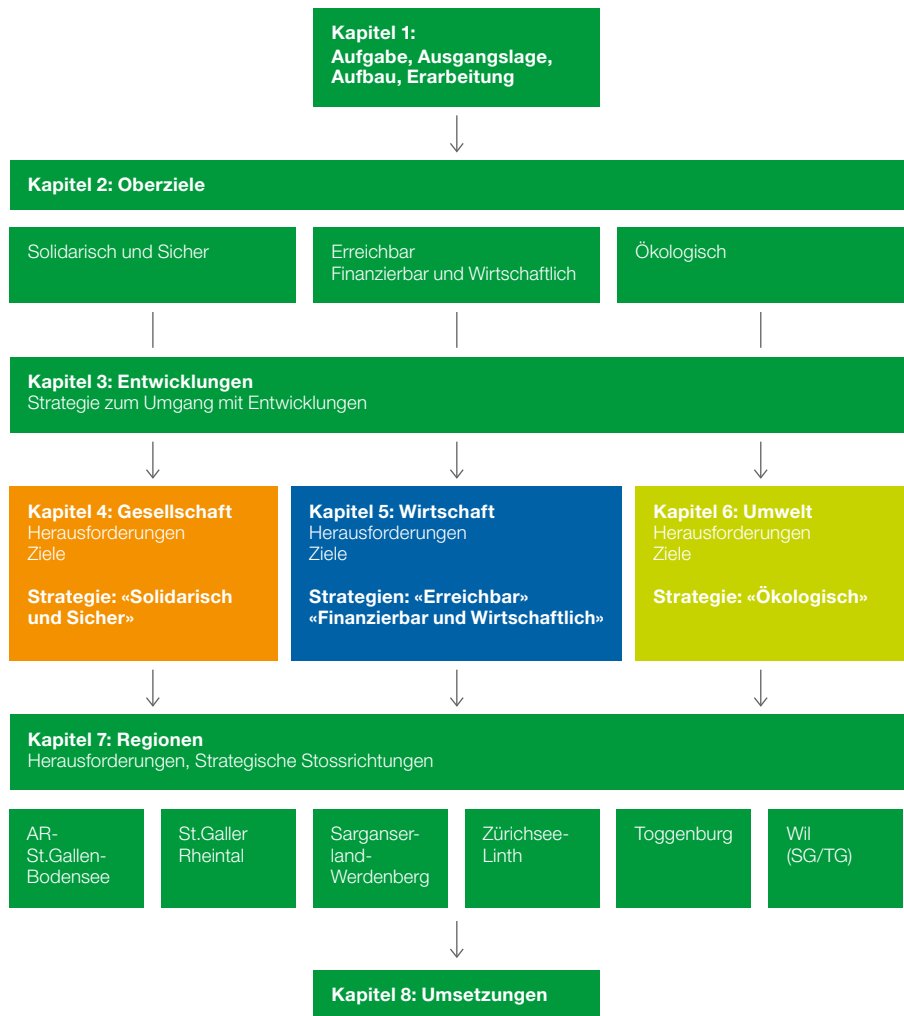 Kapitel 1:
Aufgabe, Ausgangslage,
Aufbau, Erarbeitung
Kapitel 2: Oberziele
Solidarisch und Sicher
Erreichbar
Finanzierbar und Wirtschaftlich
Ökologisch
Kapitel 3: Entwicklungen
Strategie zum Umgang mit Entwicklungen
Kapitel 4: Gesellschaft
Herausforderungen
Ziele
Strategie: «Solidarisch
und Sicher»
Kapitel 5: Wirtschaft
Herausforderungen
Ziele
Strategien: «Erreichbar»
«Finanzierbar und Wirtschaftlich»
Kapitel 6: Umwelt
Herausforderungen
Ziele
Strategie: «Ökologisch»
Kapitel 7: Regionen
Herausforderungen, Strategische Stossrichtungen
AR-
St.Gallen-
Bodensee
St.Galler
Rheintal
Sarganser-
land-
Werdenberg
Zürichsee-
Linth
Toggenburg
Wil
(SG/TG)
Kapitel 8: Umsetzungen